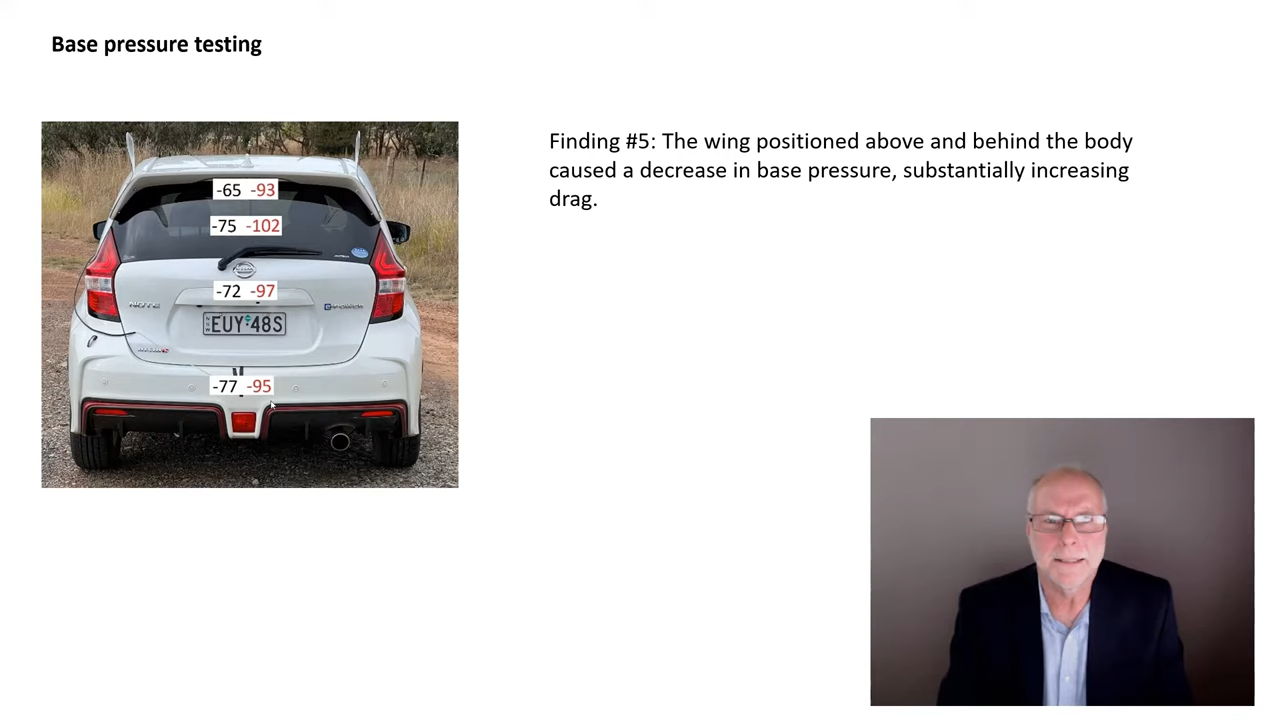 Base pressure testing
-65 -93
-75 -102
-72 -97
NOTE
EUY·48S
-77 -95
Finding #5: The wing positioned above and behind the body
caused a decrease in base pressure, substantially increasing
drag.